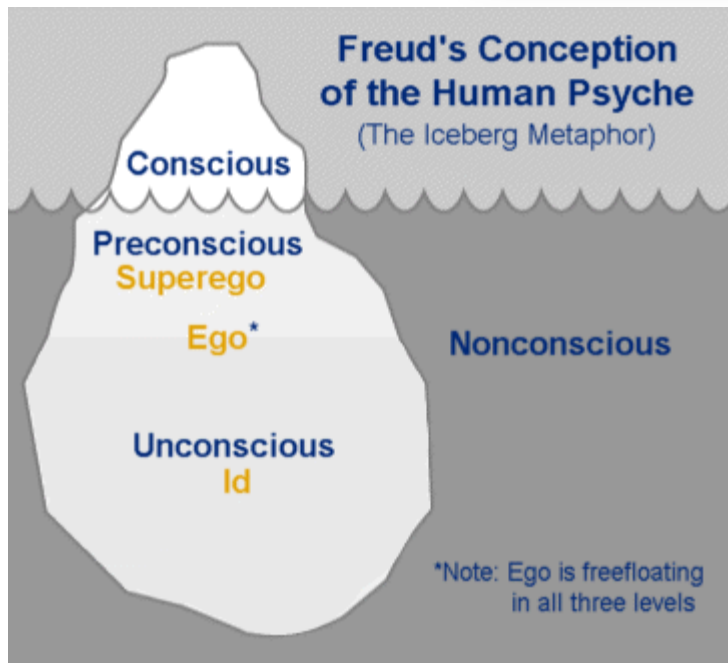 Freud's Conception
of the Human Psyche
(The Iceberg Metaphor)
Conscious
Preconscious
Superego
Ego*
Nonconscious
Unconscious
Id
*Note: Ego is freefloating
in all three levels